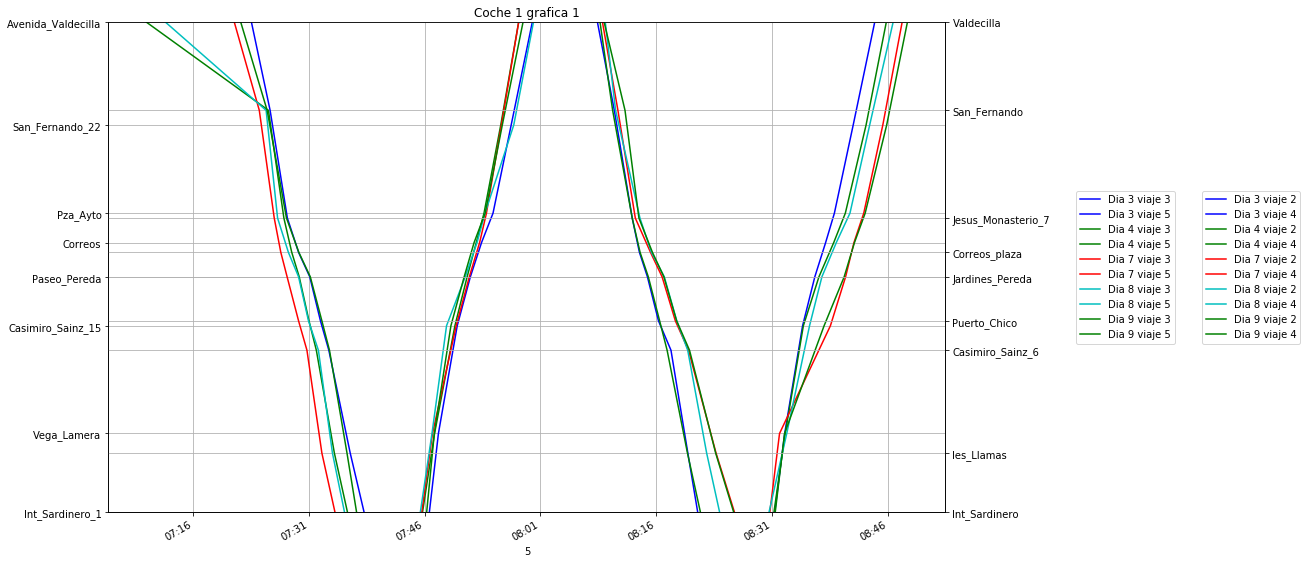 Coche 1 grafica 1
Avenida_Valdecilla
San_Fernando_22
Pza_Ayto
Correos
Paseo_Pereda
Casimiro_Sainz_15
Vega_Lamera
Int_Sardinero_1
Valdecilla
San_Fernando
Jesus_Monasterio_7
Correos_plaza
Jardines_Pereda
Puerto_Chico
Casimiro_Sainz_6
Ies_Llamas
Int_Sardinero
07:16
07:31
07:46
08:01
08:16
08:31
08:46
5
Dia 3 viaje 3
Dia 3 viaje 5
Dia 4 viaje 3
Dia 4 viaje 5
Dia 7 viaje 3
Dia 7 viaje 5
Dia 8 viaje 3
Dia 8 viaje 5
Dia 9 viaje 3
Dia 9 viaje 5
Dia 3 viaje 2
Dia 3 viaje 4
Dia 4 viaje 2
Dia 4 viaje 4
Dia 7 viaje 2
Dia 7 viaje 4
Dia 8 viaje 2
Dia 8 viaje 4
Dia 9 viaje 2
Dia 9 viaje 4